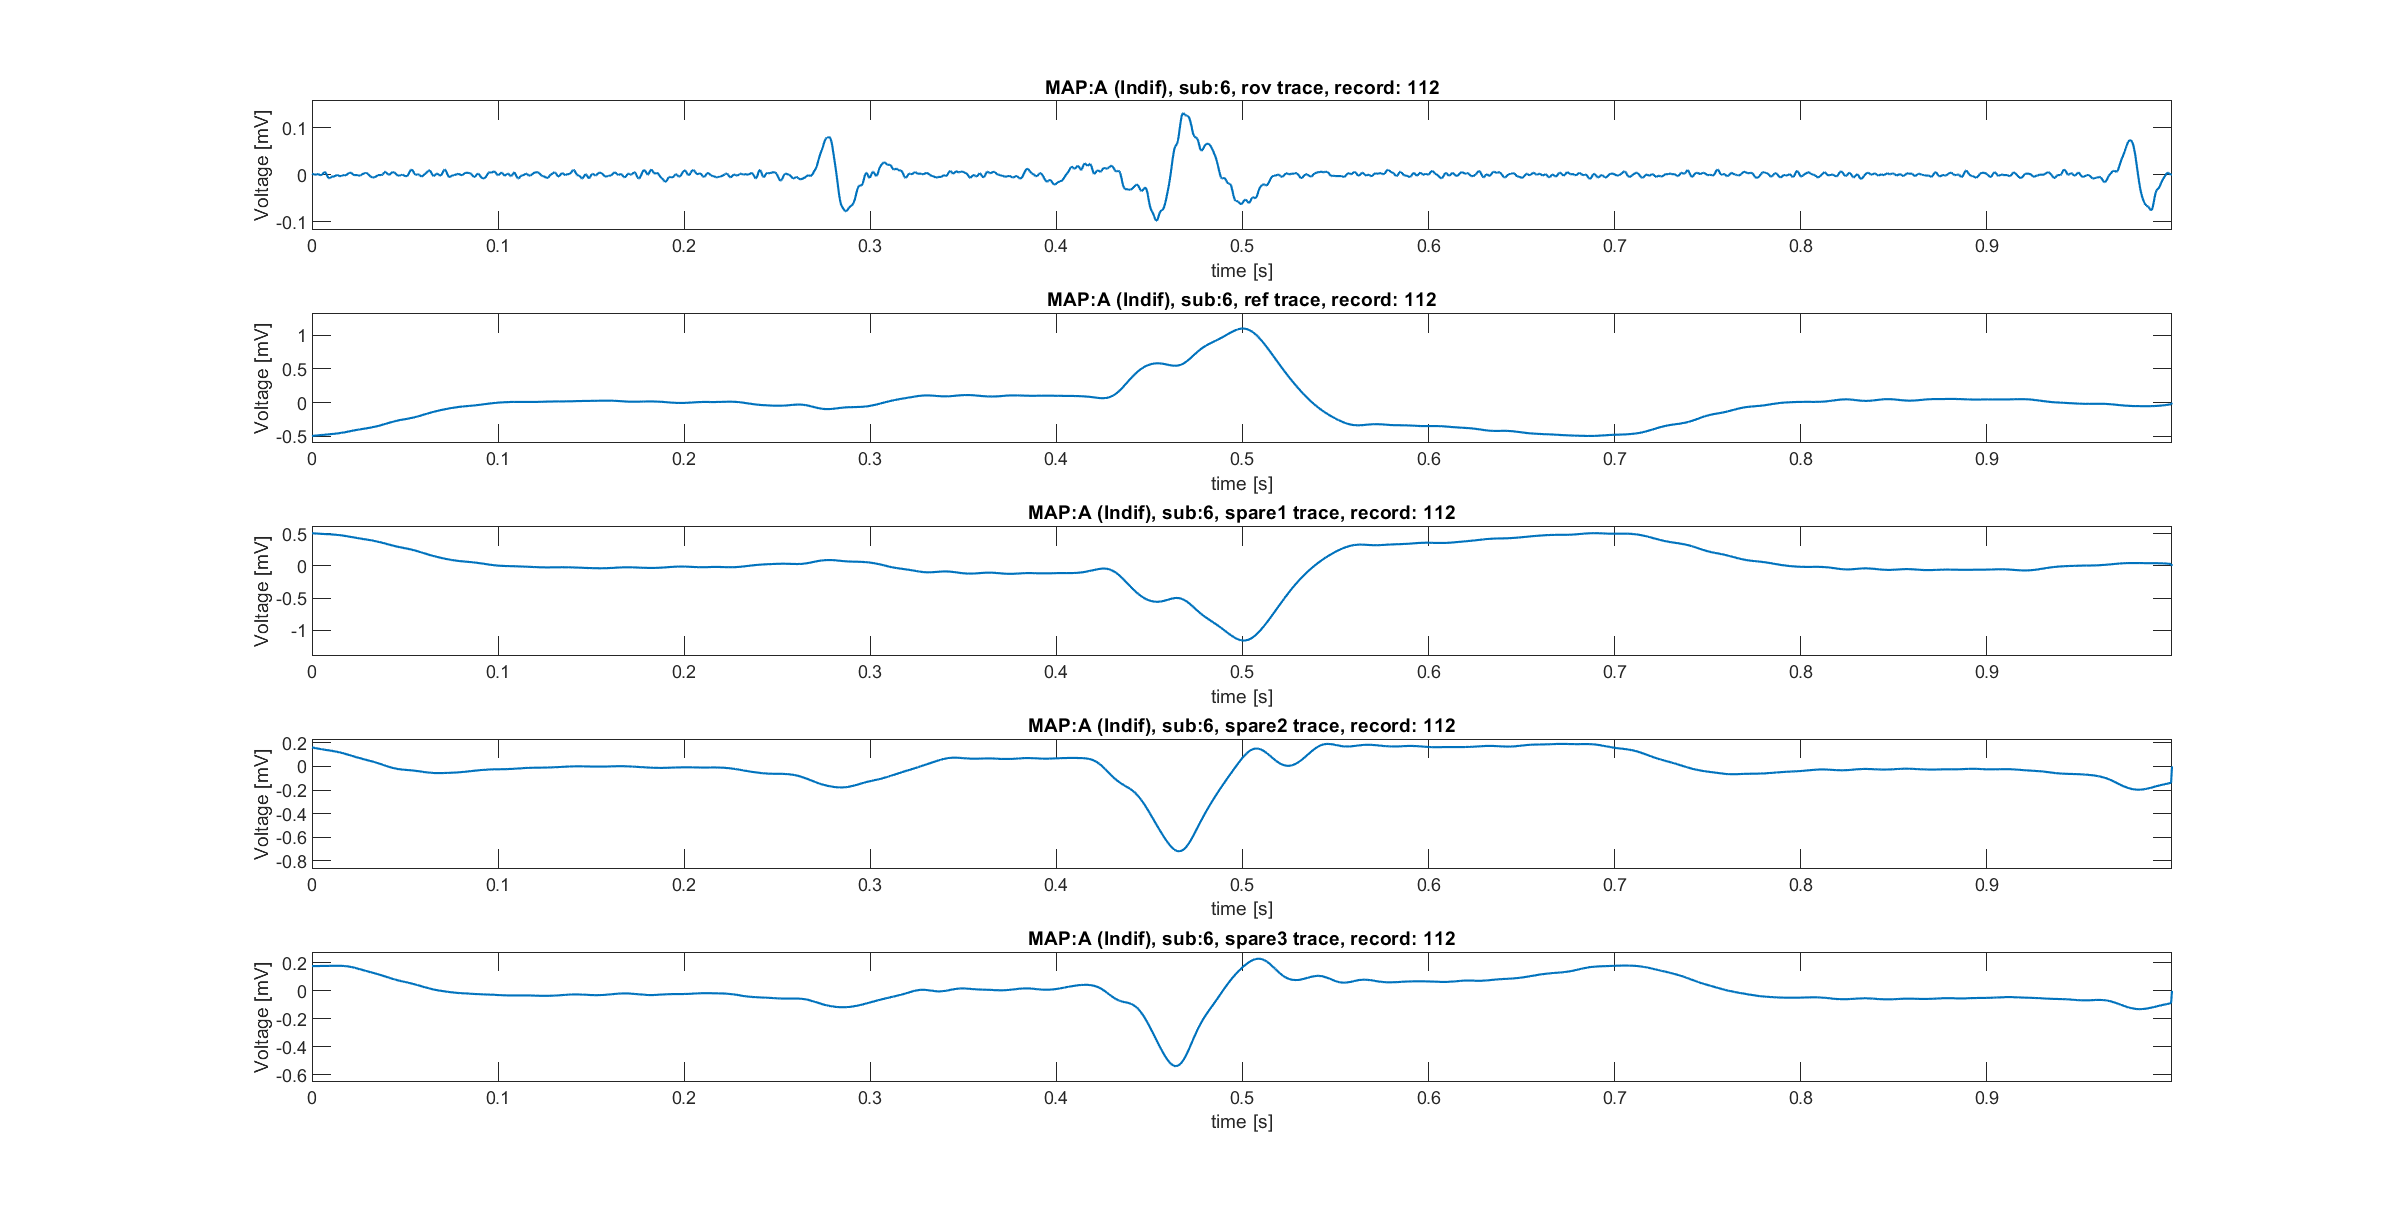 MAP:A (Indif), sub:6, rov trace, record: 112
Voltage [mV]
0.1
0
-0.1
0 0.1 0.2 0.3 0.4 0.5 0.6 0.7 0.8 0.9
time [s]
MAP:A (Indif), sub:6, ref trace, record: 112
Voltage [mV]
1
0.5
0
-0.5
0 0.1 0.2 0.3 0.4 0.5 0.6 0.7 0.8 0.9
time [s]
MAP:A (Indif), sub:6, spare1 trace, record: 112
Voltage [mV]
0.5
0
-0.5
-1
0 0.1 0.2 0.3 0.4 0.5 0.6 0.7 0.8 0.9
time [s]
MAP:A (Indif), sub:6, spare2 trace, record: 112
Voltage [mV]
0.2
0
-0.2
-0.4
-0.6
-0.8
0 0.1 0.2 0.3 0.4 0.5 0.6 0.7 0.8 0.9
time [s]
MAP:A (Indif), sub:6, spare3 trace, record: 112
Voltage [mV]
0.2
0
-0.2
-0.4
-0.6
0 0.1 0.2 0.3 0.4 0.5 0.6 0.7 0.8 0.9
time [s]